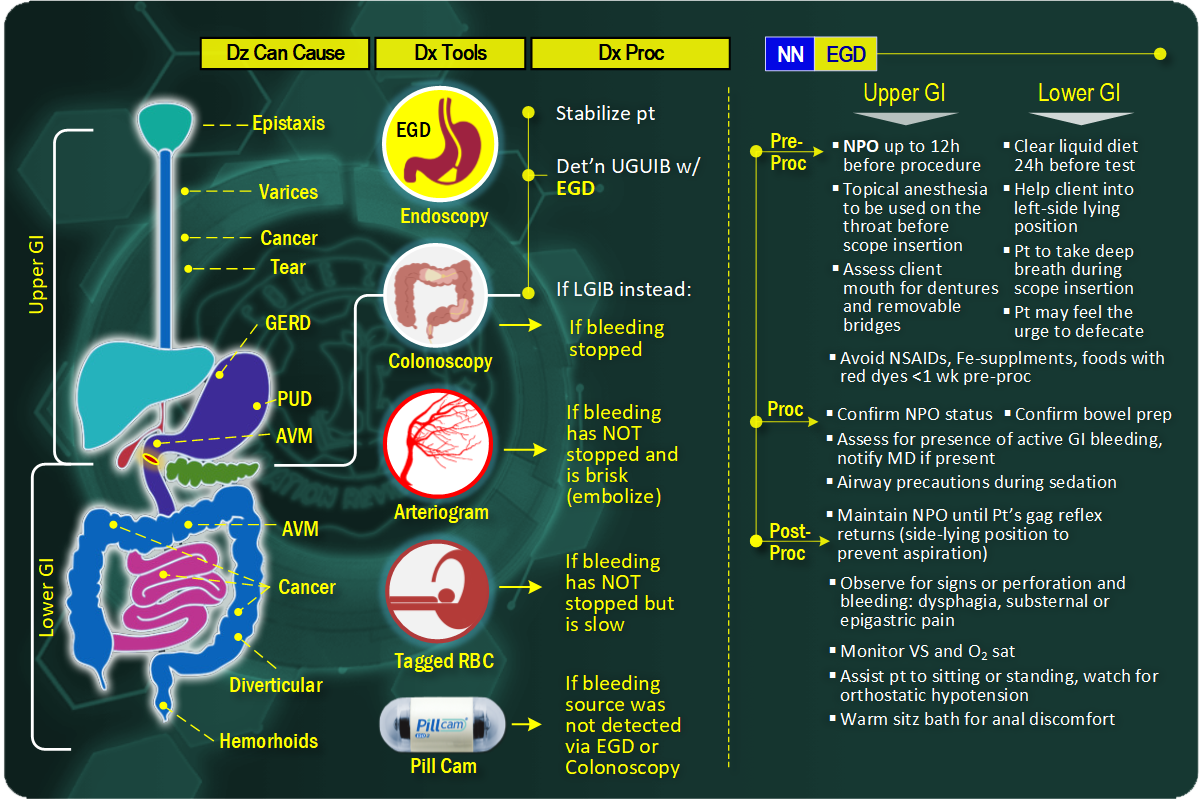 Dz Can Cause
Dx Tools
Dx Proc
NN EGD
Upper GI
Lower GI
Epistaxis
Varices
Cancer
Tear
GERD
PUD
AVM
AVM
Cancer
Diverticular
Hemorhoids
EGD
Endoscopy
Colonoscopy
Arteriogram
Tagged RBC
Pillcam
Pill Cam
Stabilize pt
Det'n UGUIB w/
EGD
If LGIB instead:
If bleeding
stopped
If bleeding
has NOT
stopped and
is brisk
(embolize)
If bleeding
has NOT
stopped but
is slow
If bleeding
source was
not detected
via EGD or
Colonoscopy
Upper GI
Lower GI
Pre-
Proc
▪ NPO up to 12h
before procedure
▪ Topical anesthesia
to be used on the
throat before
scope insertion
▪ Assess client
mouth for dentures
and removable
bridges
▪ Clear liquid diet
24h before test
▪ Help client into
left-side lying
position
▪ Pt to take deep
breath during
scope insertion
▪ Pt may feel the
urge to defecate
▪ Avoid NSAIDs, Fe-supplments, foods with
red dyes <1 wk pre-proc
Proc
▪ Confirm NPO status ▪ Confirm bowel prep
▪ Assess for presence of active GI bleeding,
notify MD if present
▪ Airway precautions during sedation
Post-
Proc
▪ Maintain NPO until Pt's gag reflex
returns (side-lying position to
prevent aspiration)
▪ Observe for signs or perforation and
bleeding: dysphagia, substernal or
epigastric pain
▪ Monitor VS and O₂ sat
▪ Assist pt to sitting or standing, watch for
orthostatic hypotension
▪ Warm sitz bath for anal discomfort